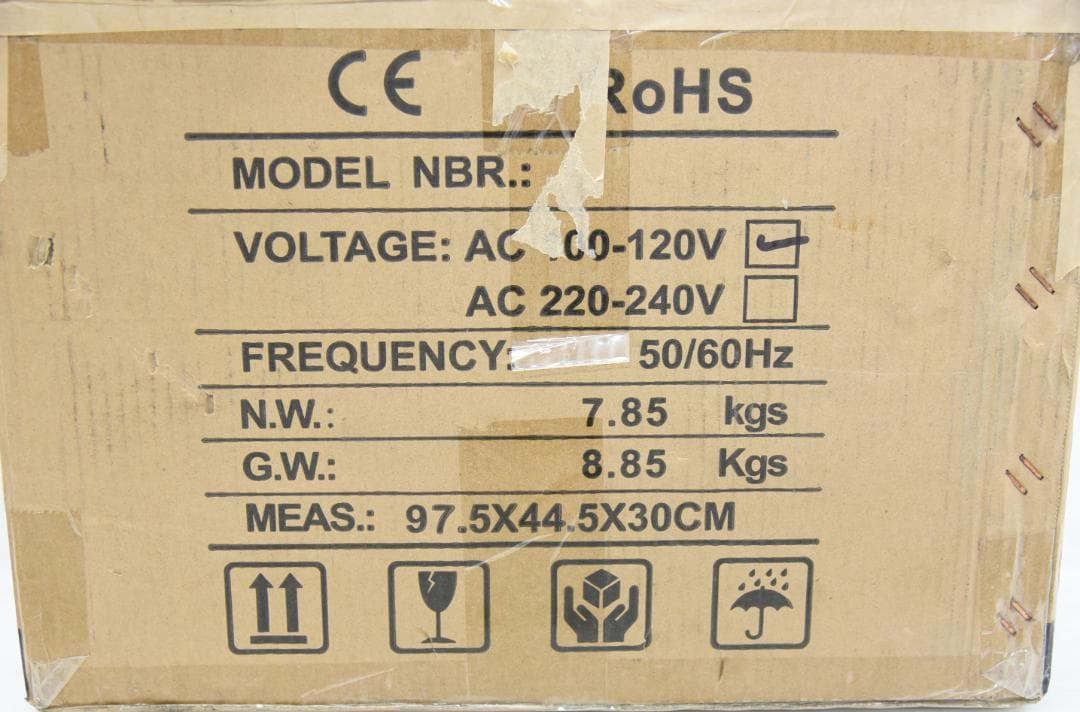 CE RoHS
MODEL NBR.:
VOLTAGE: AC 100-120V
AC 220-240V
FREQUENCY: 50/60Hz
N.W.: 7.85 kgs
G.W.: 8.85 Kgs
MEAS.: 97.5X44.5X30CM